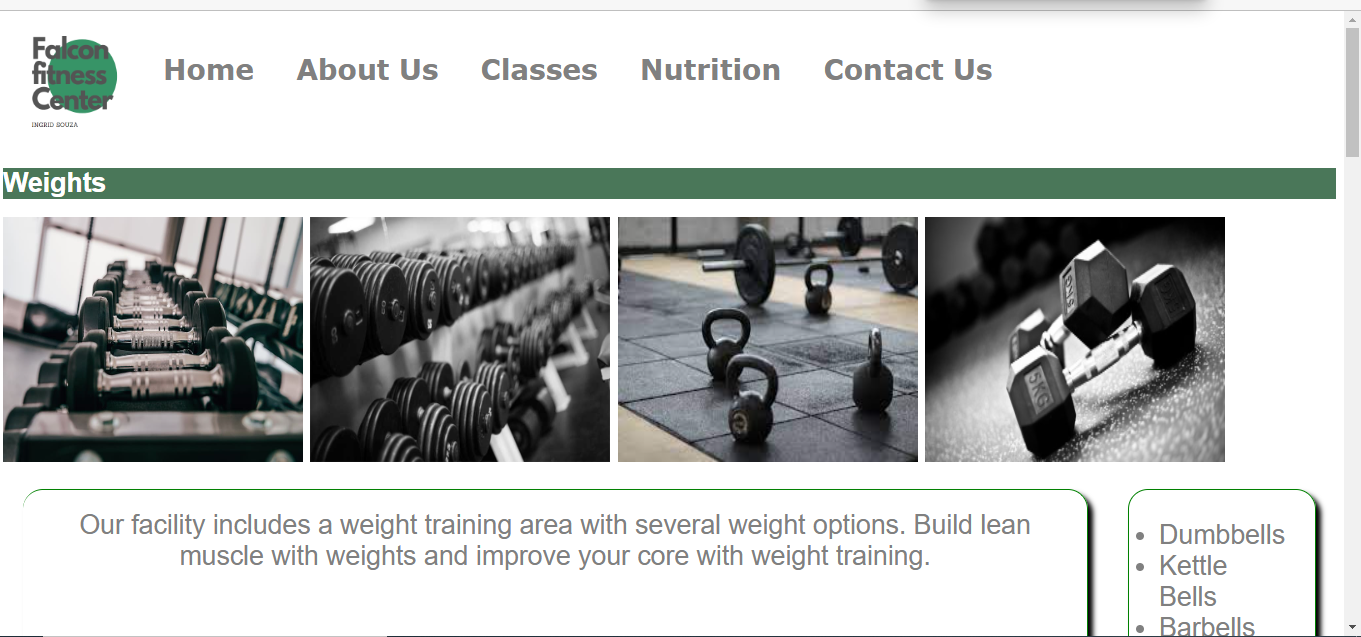 Falcon
fitness
Center
INGRID SOUZA
Home About Us Classes Nutrition Contact Us
Weights
5KG
Our facility includes a weight training area with several weight options. Build lean
muscle with weights and improve your core with weight training.
Dumbbells
Kettle
Bells
Barbells